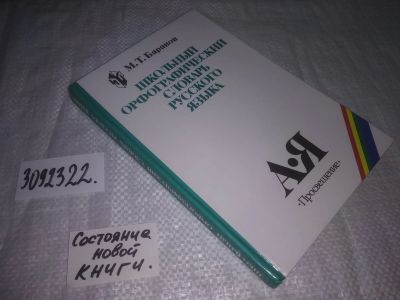 М.Т. Баранов
ШКОЛЬНЫЙ
ОРФОГРАФИЧЕСКИЙ
СЛОВАРЬ
РУССКОГО
ЯЗЫКА
А·Я
«Просвещение»
3092322.
Состояние
новой
КНИГИ.